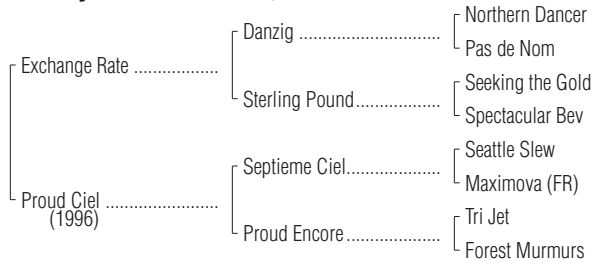 Northern Dancer
Danzig ..............................
Pas de Nom
Exchange Rate ..................
Seeking the Gold
Sterling Pound..................
Spectacular Bev
Seattle Slew
Septieme Ciel....................
Maximova (FR)
Proud Ciel ........................
(1996)
Tri Jet
Proud Encore....................
Forest Murmurs